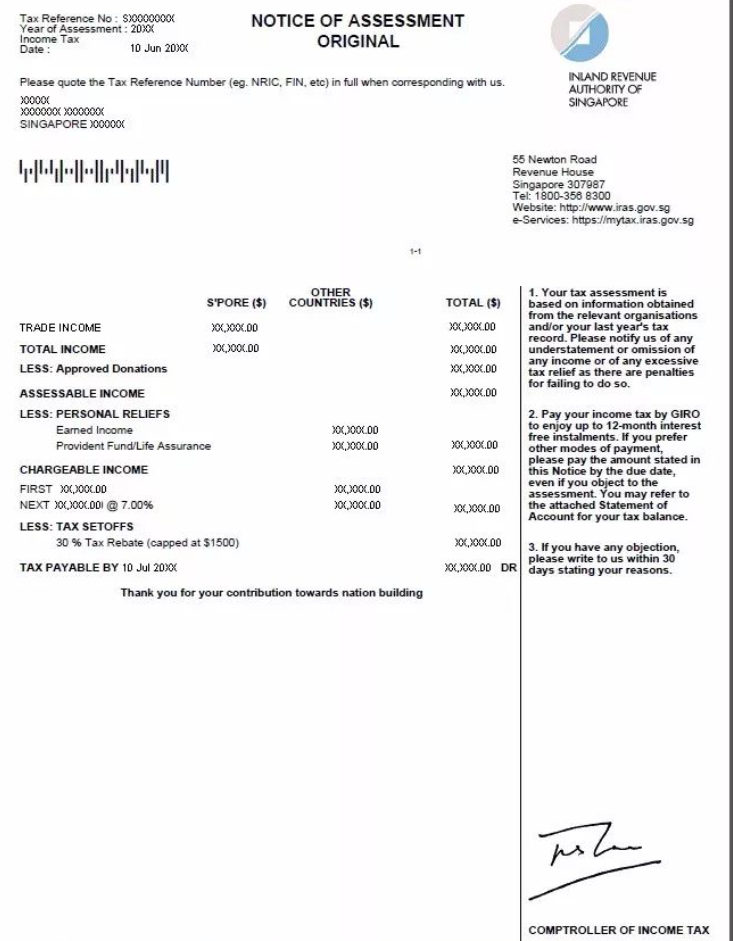 Tax Reference No : SXXXXXXX
Year of Assessment : 20XX
Income Tax
Date : 10 Jun 20XX
NOTICE OF ASSESSMENT
ORIGINAL
INLAND REVENUE
AUTHORITY OF
SINGAPORE
Please quote the Tax Reference Number (eg. NRIC, FIN, etc) in full when corresponding with us.
XXXXX
XXXXXXX XXXXXXX
SINGAPORE XXXXXX
55 Newton Road
Revenue House
Singapore 307987
Tel: 1800-356 8300
Website: http://www.iras.gov.sg
e-Services: https://mytax.iras.gov.sg
1-1
S'PORE ($) OTHER COUNTRIES ($) TOTAL ($)
TRADE INCOME XX,XXX.00 XX,XXX.00
TOTAL INCOME XX,XXX.00 XX,XXX.00
LESS: Approved Donations XX,XXX.00
ASSESSABLE INCOME XX,XXX.00
LESS: PERSONAL RELIEFS
Earned Income XX,XXX.00
Provident Fund/Life Assurance XX,XXX.00 XX,XXX.00
CHARGEABLE INCOME XX,XXX.00
FIRST XX,XXX.00 XX,XXX.00
NEXT XX,XXX.00 @ 7.00% XX,XXX.00 XX,XXX.00
LESS: TAX SETOFFS
30 % Tax Rebate (capped at $1500) XX,XXX.00
TAX PAYABLE BY 10 Jul 20XX XX,XXX.00 DR
Thank you for your contribution towards nation building
1. Your tax assessment is
based on information obtained
from the relevant organisations
and/or your last year's tax
record. Please notify us of any
understatement or omission of
any income or of any excessive
tax relief as there are penalties
for failing to do so.
2. Pay your income tax by GIRO
to enjoy up to 12-month interest
free instalments. If you prefer
other modes of payment,
please pay the amount stated in
this Notice by the due date,
even if you object to the
assessment. You may refer to
the attached Statement of
Account for your tax balance.
3. If you have any objection,
please write to us within 30
days stating your reasons.
COMPTROLLER OF INCOME TAX